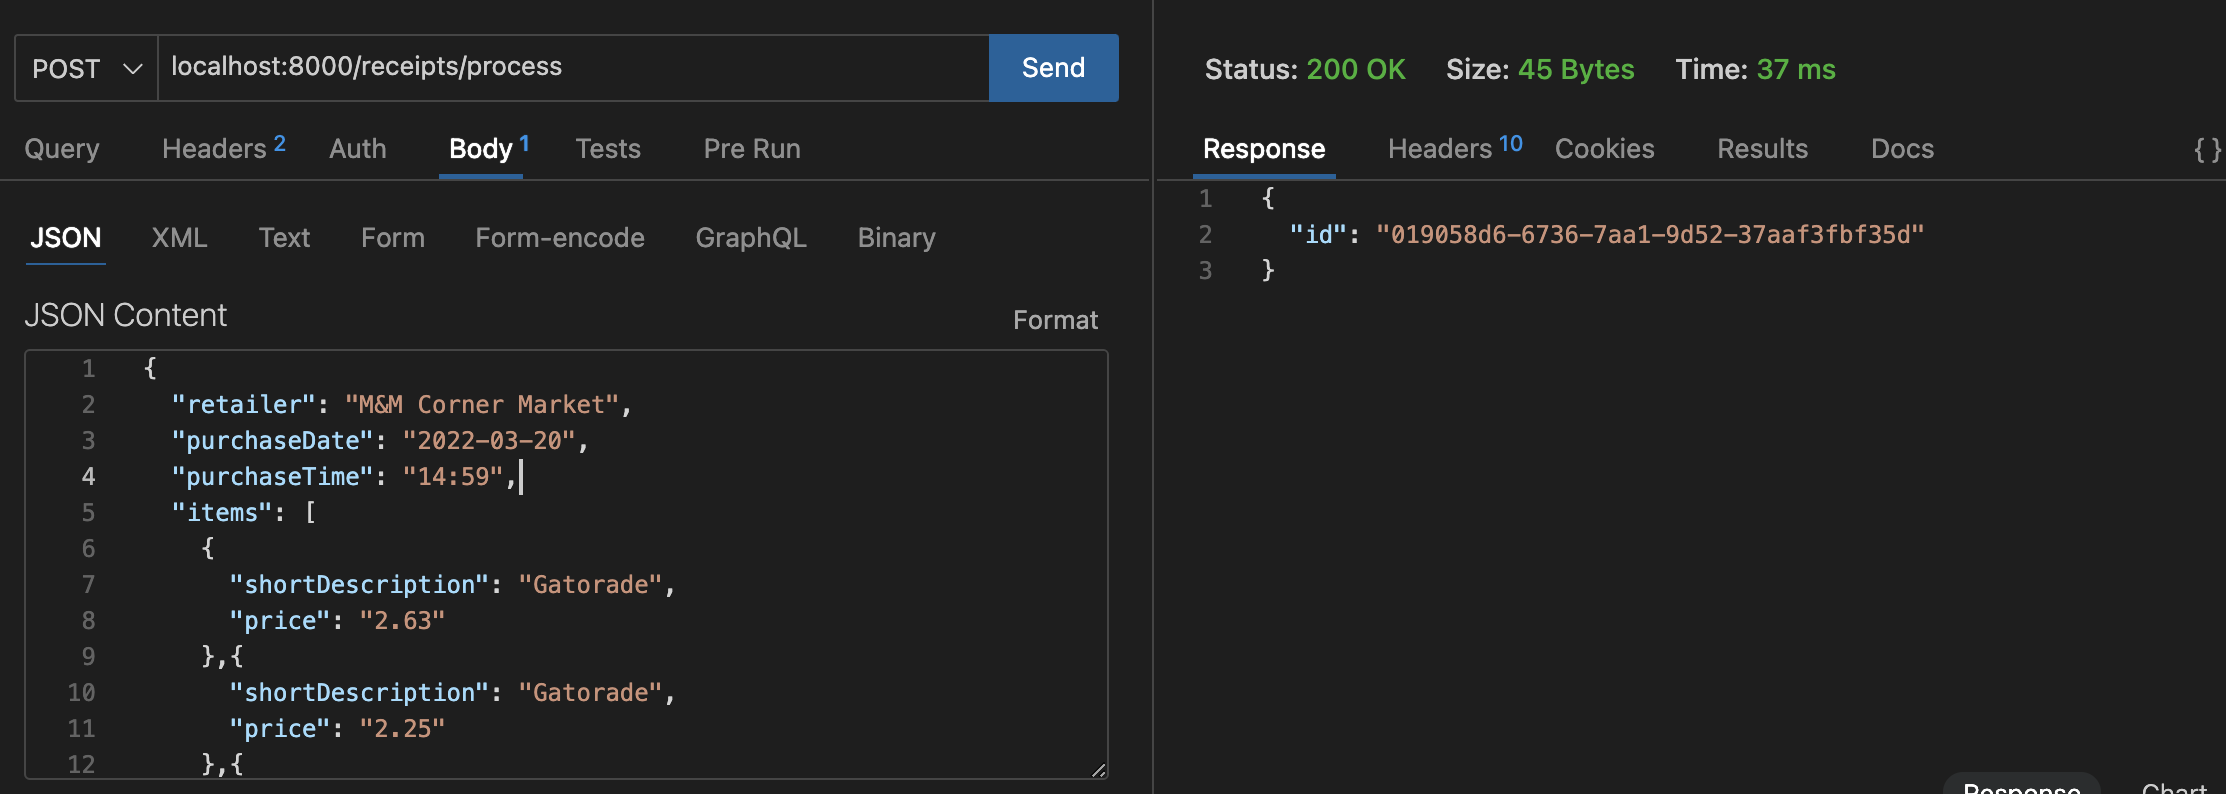 POST localhost:8000/receipts/process Send
Query Headers 2 Auth Body 1 Tests Pre Run
JSON XML Text Form Form-encode GraphQL Binary
JSON Content Format
1 {
2 "retailer": "M&M Corner Market",
3 "purchaseDate": "2022-03-20",
4 "purchaseTime": "14:59",
5 "items": [
6 {
7 "shortDescription": "Gatorade",
8 "price": "2.63"
9 },{
10 "shortDescription": "Gatorade",
11 "price": "2.25"
12 },{
Status: 200 OK Size: 45 Bytes Time: 37 ms
Response Headers 10 Cookies Results Docs { }
1 {
2 "id": "019058d6-6736-7aa1-9d52-37aaf3fbf35d"
3 }
Response Chart